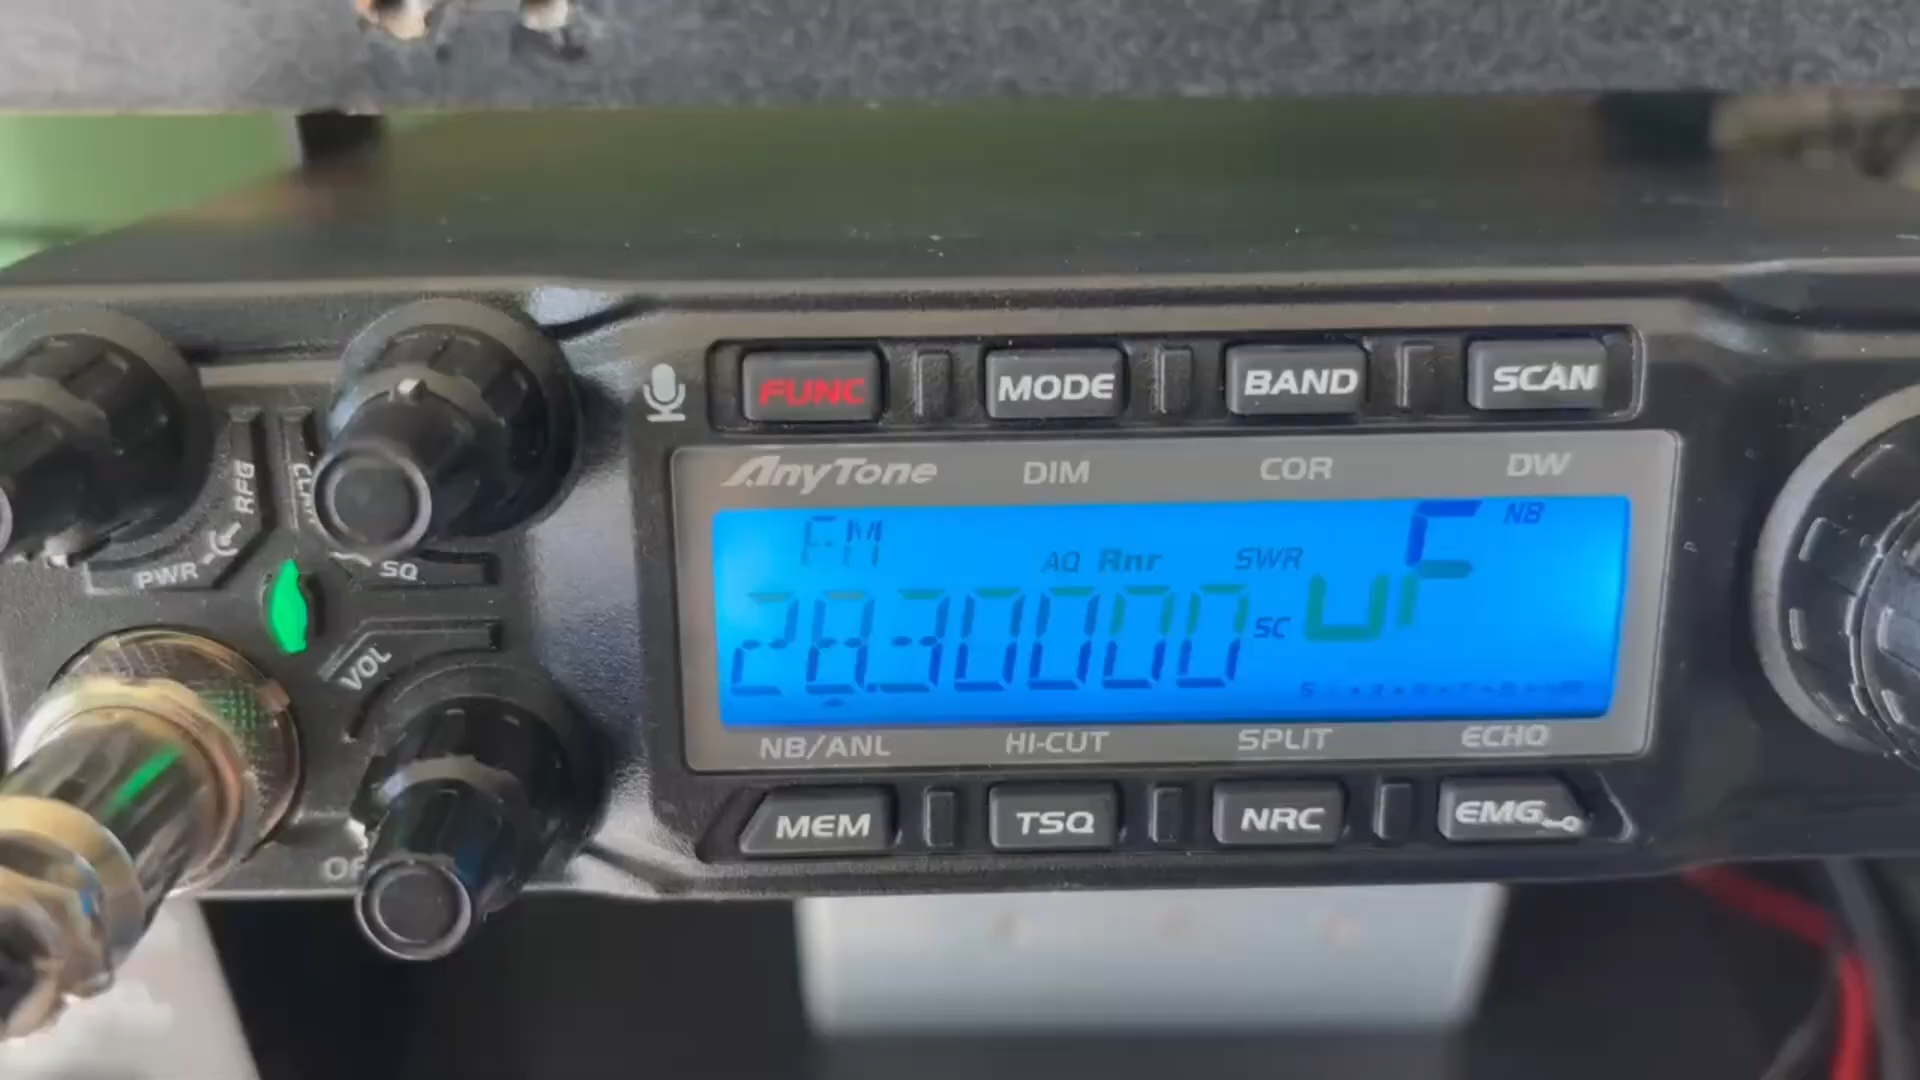 FUNC MODE BAND SCAN
AnyTone DIM COR DW
FM NB
AQ Rnr SWR
28.30000 SC UF
RFG
PWR SQ
VOL
NB/ANL HI-CUT SPLIT ECHO
MEM TSQ NRC EMG